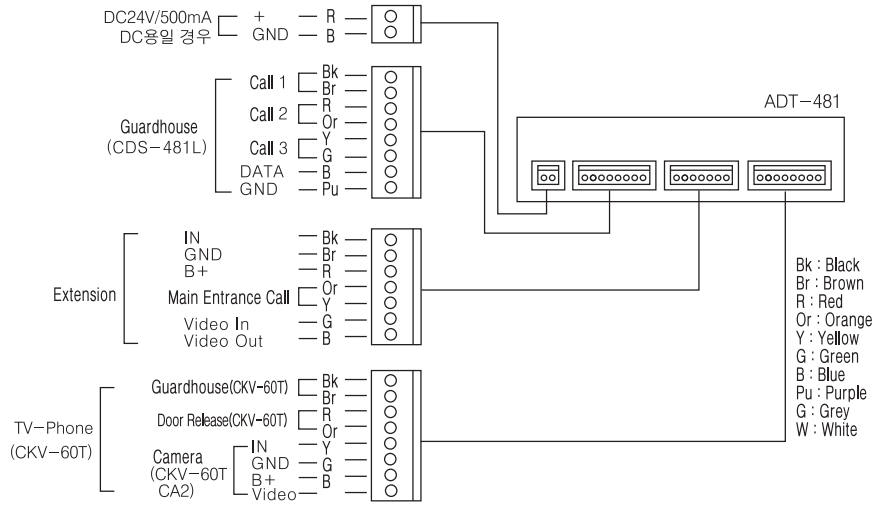 DC24V/500mA + R
DC용일 경우 GND B
Guardhouse
(CDS-481L)
Call 1 Bk
Br
Call 2 R
Or
Call 3 Y
G
DATA B
GND Pu
ADT-481
Extension
IN Bk
GND Br
B+ R
Main Entrance Call Or
Y
Video In G
Video Out B
TV-Phone
(CKV-60T)
Guardhouse(CKV-60T) Bk
Br
Door Release(CKV-60T) R
Or
Camera
(CKV-60T
CA2)
IN Y
GND G
B+ B
Video
Bk : Black
Br : Brown
R : Red
Or : Orange
Y : Yellow
G : Green
B : Blue
Pu : Purple
G : Grey
W : White